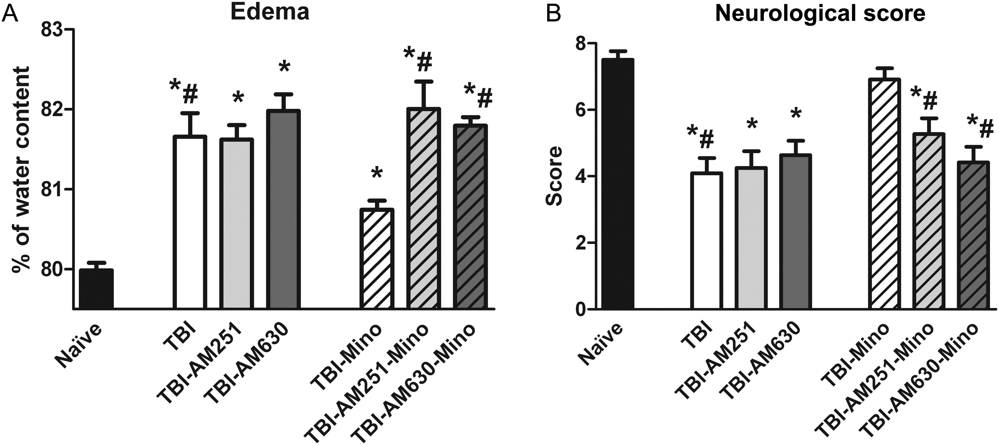 A
Edema
% of water content
83
82
81
80
*#
*
*
*
*#
*#
Naïve
TBI
TBI-AM251
TBI-AM630
TBI-Mino
TBI-AM251-Mino
TBI-AM630-Mino
B
Neurological score
Score
8
6
4
2
0
*#
*
*
*#
*#
Naïve
TBI
TBI-AM251
TBI-AM630
TBI-Mino
TBI-AM251-Mino
TBI-AM630-Mino